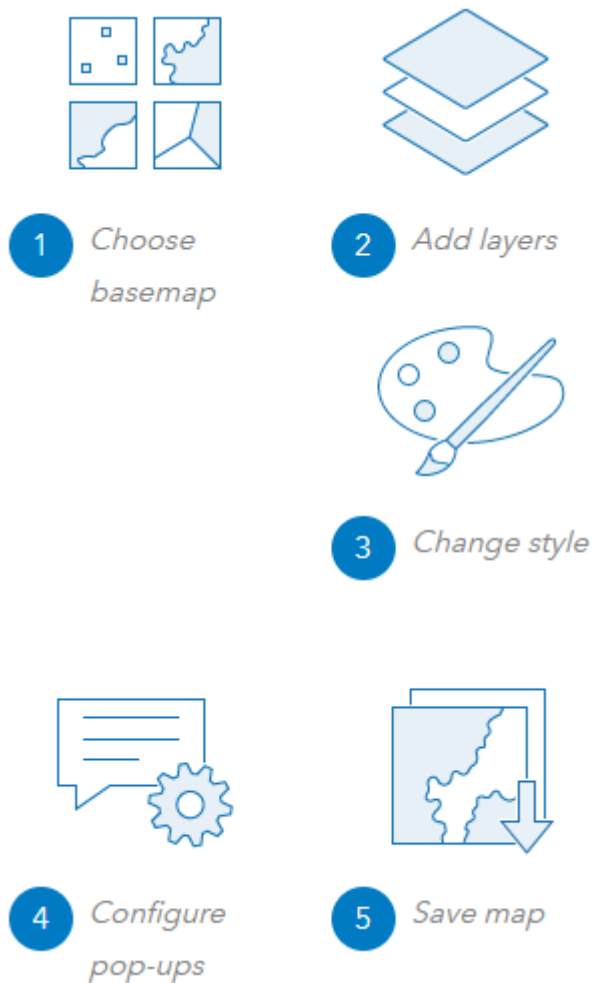 1 Choose
basemap
2 Add layers
3 Change style
4 Configure
pop-ups
5 Save map